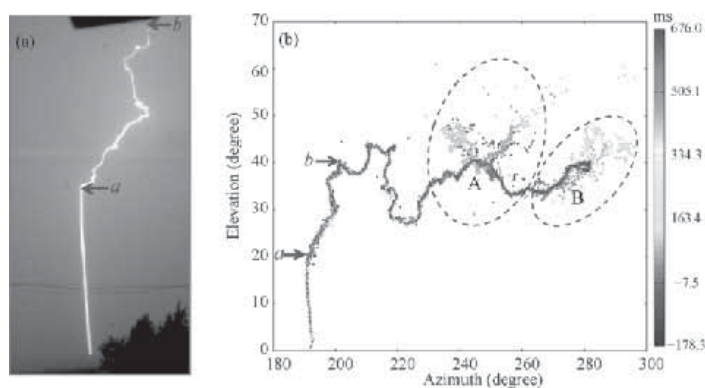 (a)
b
a
(b)
Elevation (degree)
70
60
50
40
30
20
10
0
b
a
A
B
180
200
220
240
260
280
300
Azimuth (degree)
ms
676.0
505.1
334.3
163.4
−7.5
−178.3